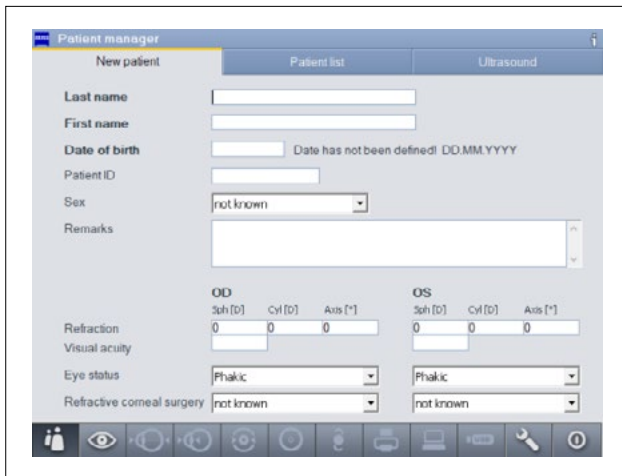 ZEISS Patient manager
New patient Patient list Ultrasound
Last name
First name
Date of birth Date has not been defined! DD.MM.YYYY
Patient ID
Sex not known
Remarks
OD OS
Sph [D] Cyl [D] Axis [°] Sph [D] Cyl [D] Axis [°]
Refraction 0 0 0 0 0 0
Visual acuity
Eye status Phakic Phakic
Refractive corneal surgery not known not known